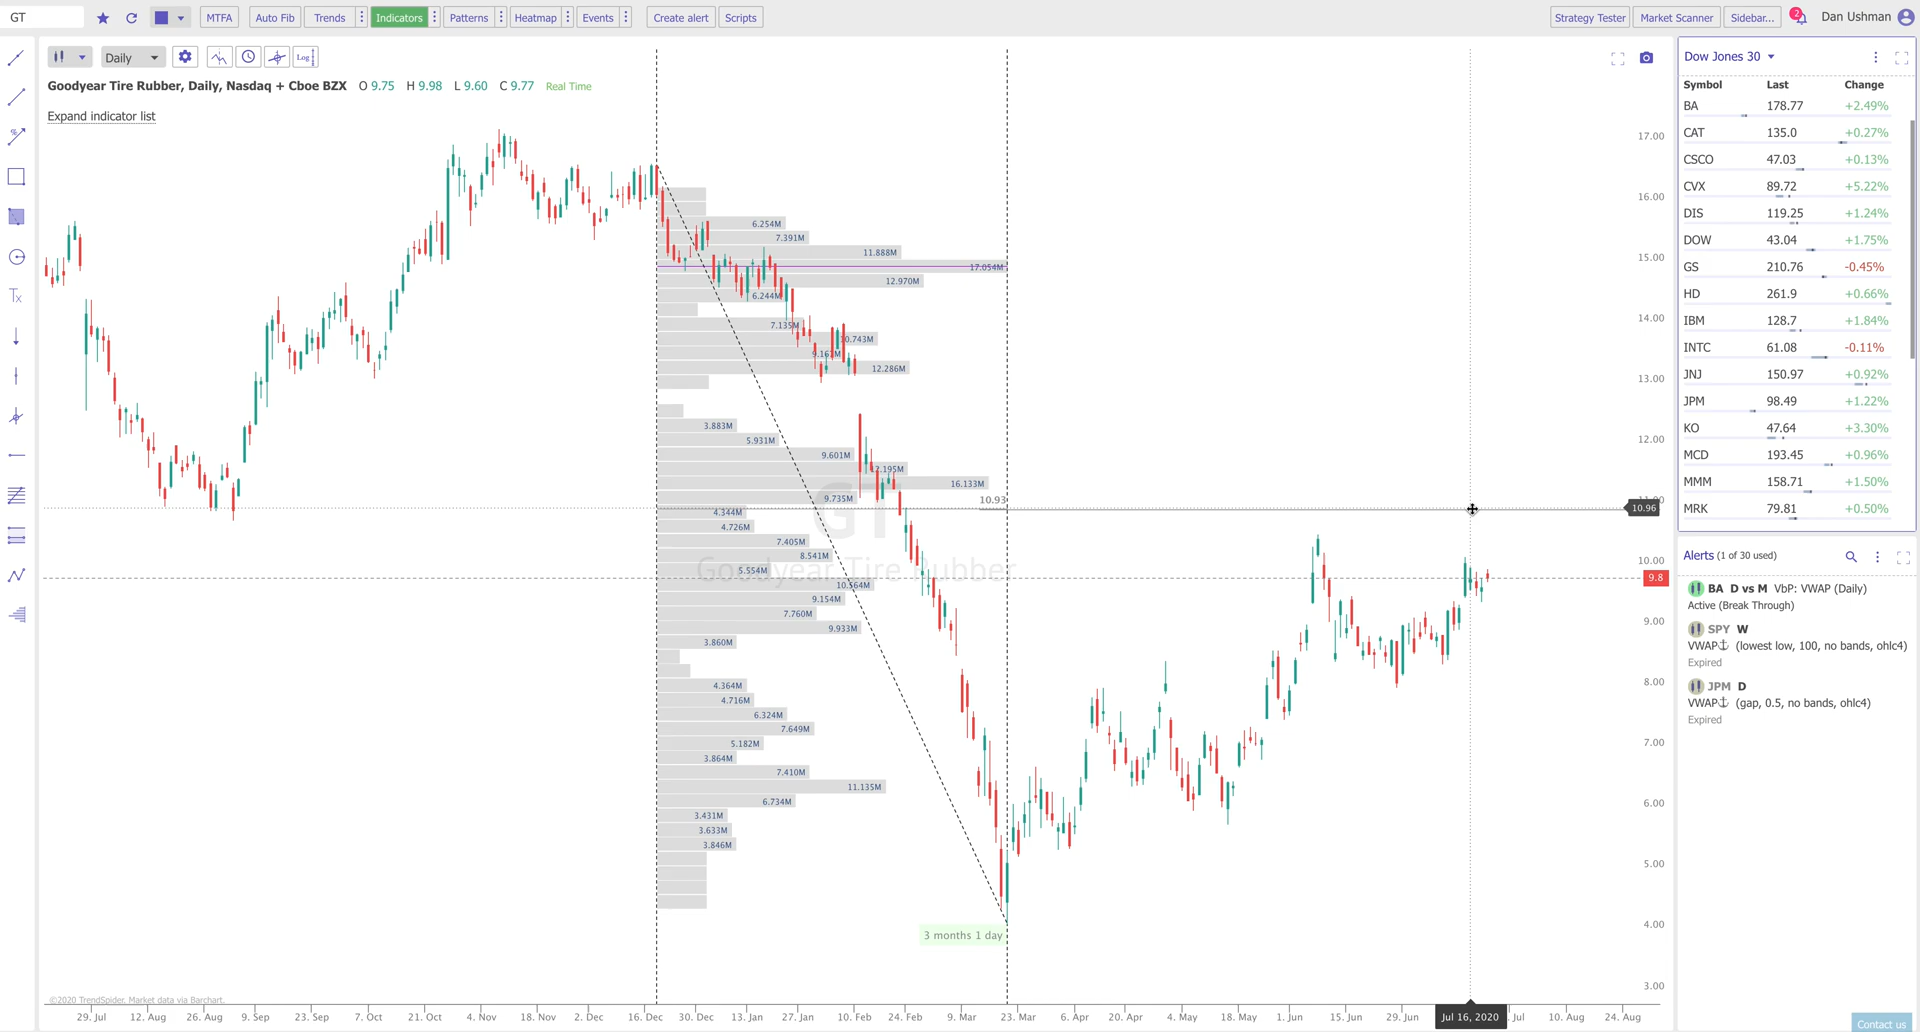 GT
MTFA Auto Fib Trends Indicators Patterns Heatmap Events Create alert Scripts
Strategy Tester Market Scanner Sidebar... 2 Dan Ushman
Daily Log
Goodyear Tire Rubber, Daily, Nasdaq + Cboe BZX O 9.75 H 9.98 L 9.60 C 9.77 Real Time
Expand indicator list
6.254M
7.391M
11.888M
17.054M
12.970M
6.244M
7.135M
10.743M
12.286M
3.883M
5.931M
9.601M
12.195M
16.133M
9.735M
10.93
4.344M
4.726M
7.405M
8.541M
5.554M
10.564M
9.154M
7.760M
9.933M
3.860M
4.364M
4.716M
6.324M
7.649M
5.182M
3.864M
7.410M
11.135M
6.734M
3.431M
3.633M
3.846M
GT
Goodyear Tire Rubber
3 months 1 day
17.00
16.00
15.00
14.00
13.00
12.00
11.00
10.96
10.00
9.8
9.00
8.00
7.00
6.00
5.00
4.00
3.00
©2020 TrendSpider. Market data via Barchart.
29. Jul 12. Aug 26. Aug 9. Sep 23. Sep 7. Oct 21. Oct 4. Nov 18. Nov 2. Dec 16. Dec 30. Dec 13. Jan 27. Jan 10. Feb 24. Feb 9. Mar 23. Mar 6. Apr 20. Apr 4. May 18. May 1. Jun 15. Jun 29. Jun Jul 16, 2020 Jul 10. Aug 24. Aug
Dow Jones 30
Symbol Last Change
BA 178.77 +2.49%
CAT 135.0 +0.27%
CSCO 47.03 +0.13%
CVX 89.72 +5.22%
DIS 119.25 +1.24%
DOW 43.04 +1.75%
GS 210.76 -0.45%
HD 261.9 +0.66%
IBM 128.7 +1.84%
INTC 61.08 -0.11%
JNJ 150.97 +0.92%
JPM 98.49 +1.22%
KO 47.64 +3.30%
MCD 193.45 +0.96%
MMM 158.71 +1.50%
MRK 79.81 +0.50%
Alerts (1 of 30 used)
BA D vs M VbP: VWAP (Daily)
Active (Break Through)
SPY W
VWAP (lowest low, 100, no bands, ohlc4)
Expired
JPM D
VWAP (gap, 0.5, no bands, ohlc4)
Expired
Contact us